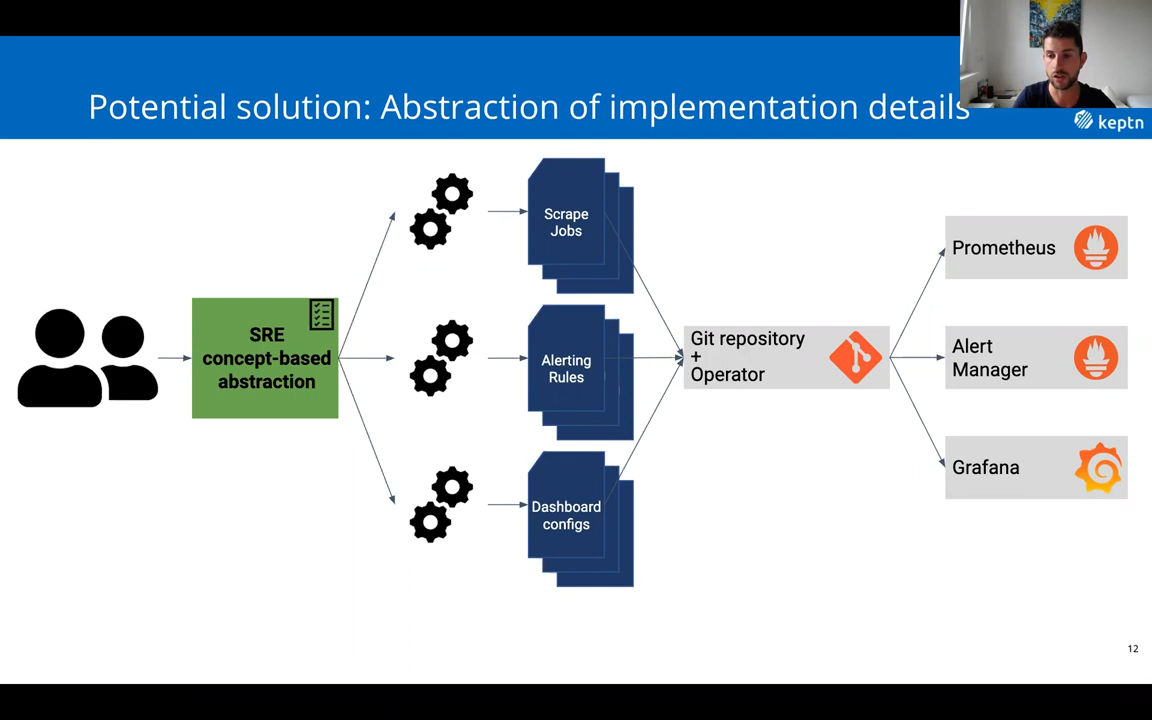 Potential solution: Abstraction of implementation details
keptn
SRE
concept-based
abstraction
Scrape
Jobs
Alerting
Rules
Dashboard
configs
Git repository
+
Operator
Prometheus
Alert
Manager
Grafana
12